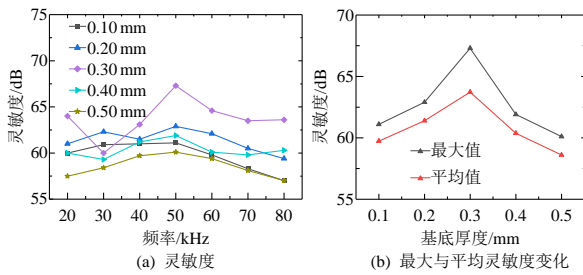 75
70
65
60
55
灵敏度/dB
0.10 mm
0.20 mm
0.30 mm
0.40 mm
0.50 mm
20 30 40 50 60 70 80
频率/kHz
(a) 灵敏度
70
65
60
55
灵敏度/dB
最大值
平均值
0.1 0.2 0.3 0.4 0.5
基底厚度/mm
(b) 最大与平均灵敏度变化